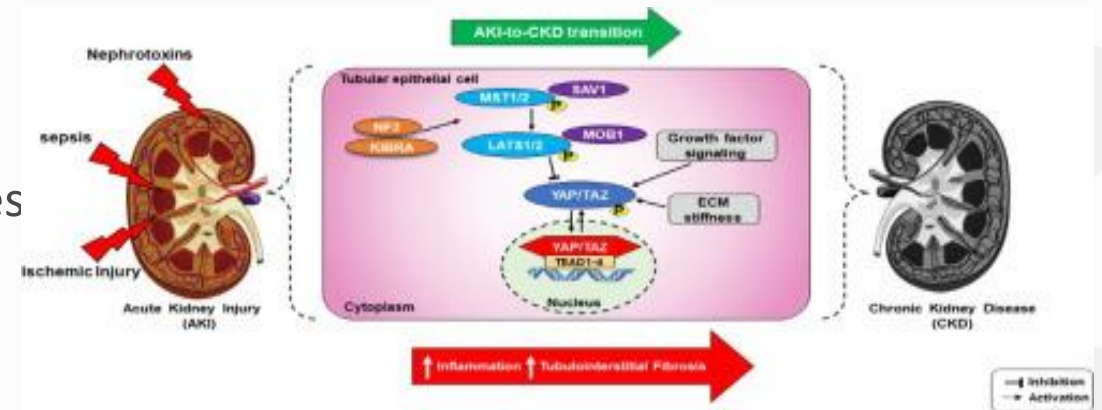 AKI-to-CKD transition
Nephrotoxins
sepsis
es
Ischemic Injury
Acute Kidney Injury
(AKI)
Tubular epithelial cell
MST1/2
SAV1
P
NF2
KIBRA
LATS1/2
MOB1
P
Growth factor
signaling
YAP/TAZ
P
ECM
stiffness
YAP/TAZ
TEAD1-4
Nucleus
Cytoplasm
Chronic Kidney Disease
(CKD)
Inflammation Tubulointerstitial Fibrosis
Inhibition
Activation